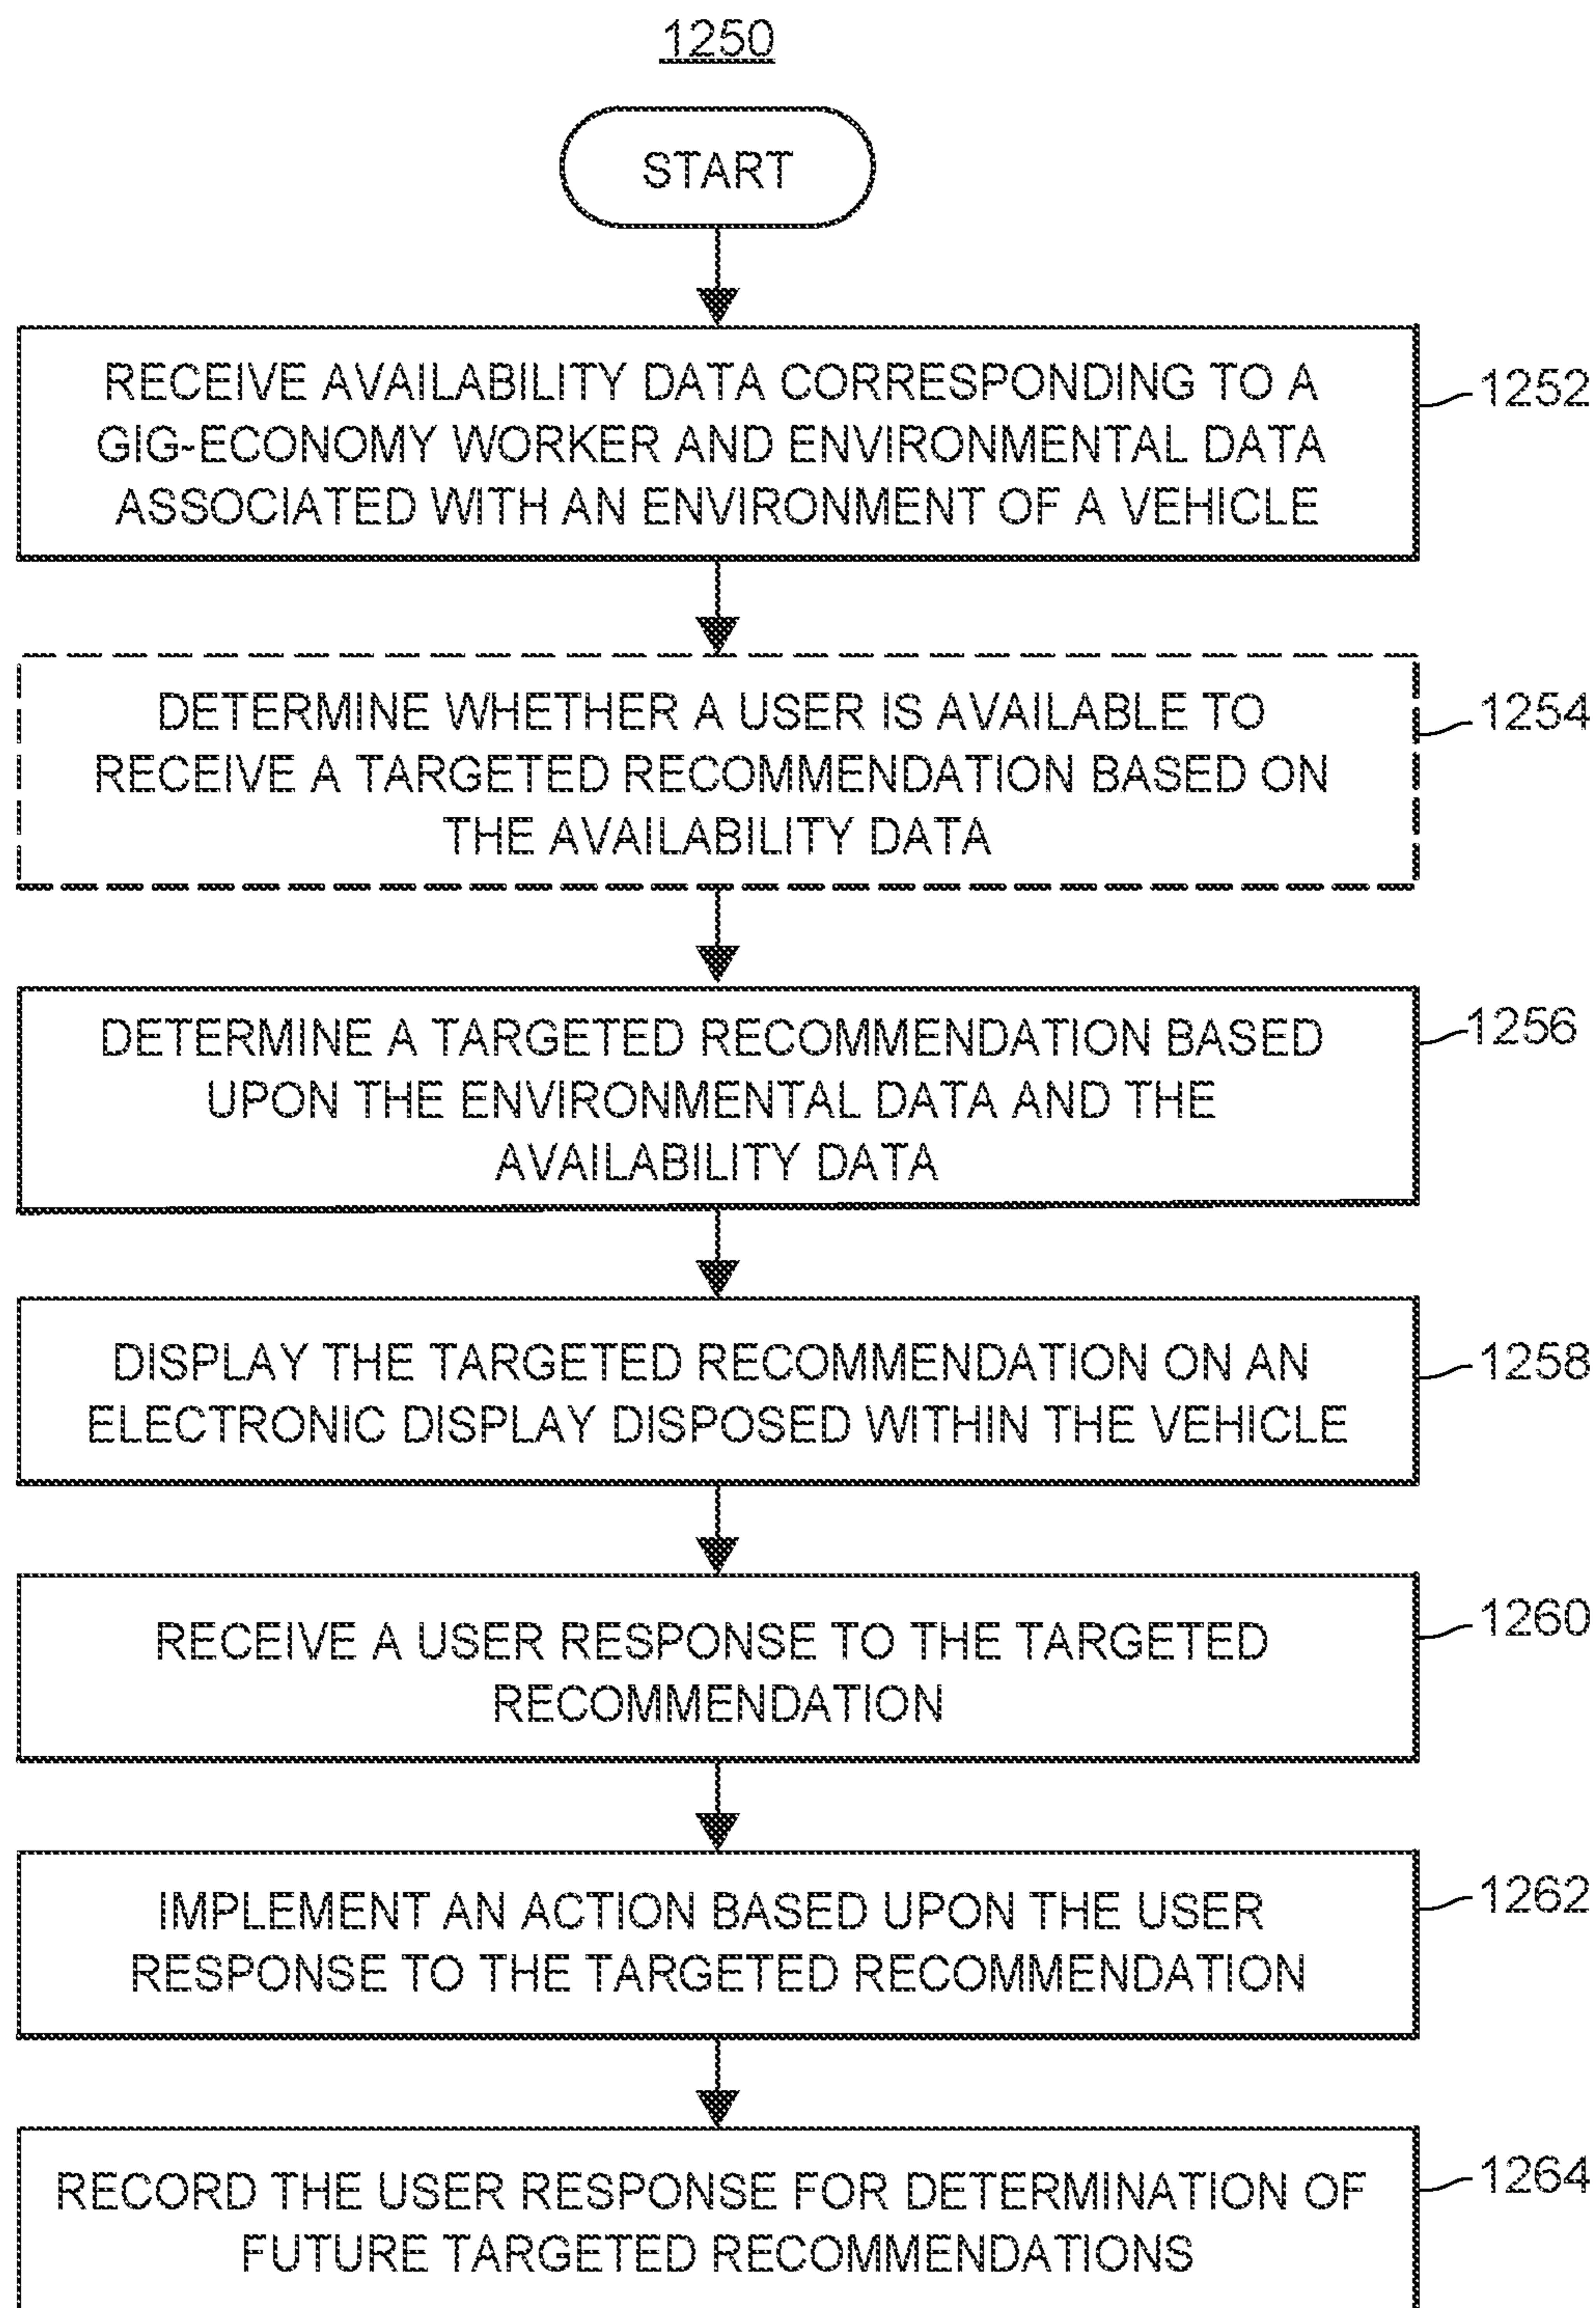 1250
START
RECEIVE AVAILABILITY DATA CORRESPONDING TO A
GIG-ECONOMY WORKER AND ENVIRONMENTAL DATA
ASSOCIATED WITH AN ENVIRONMENT OF A VEHICLE
1252
DETERMINE WHETHER A USER IS AVAILABLE TO
RECEIVE A TARGETED RECOMMENDATION BASED ON
THE AVAILABILITY DATA
1254
DETERMINE A TARGETED RECOMMENDATION BASED
UPON THE ENVIRONMENTAL DATA AND THE
AVAILABILITY DATA
1256
DISPLAY THE TARGETED RECOMMENDATION ON AN
ELECTRONIC DISPLAY DISPOSED WITHIN THE VEHICLE
1258
RECEIVE A USER RESPONSE TO THE TARGETED
RECOMMENDATION
1260
IMPLEMENT AN ACTION BASED UPON THE USER
RESPONSE TO THE TARGETED RECOMMENDATION
1262
RECORD THE USER RESPONSE FOR DETERMINATION OF
FUTURE TARGETED RECOMMENDATIONS
1264